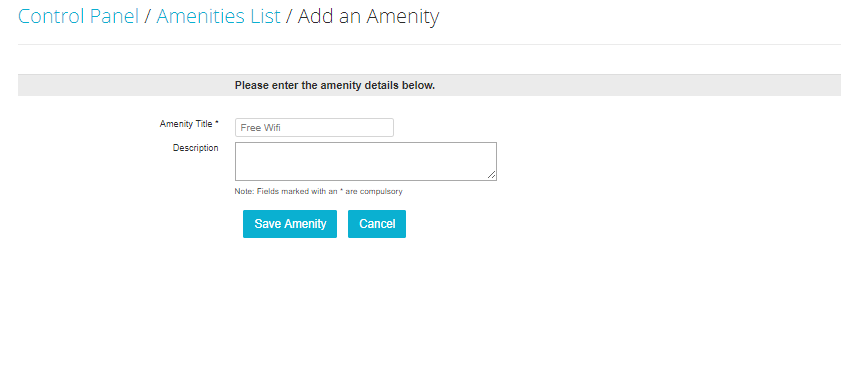 Control Panel / Amenities List / Add an Amenity
Please enter the amenity details below.
Amenity Title *
Free Wifi
Description
Note: Fields marked with an * are compulsory
Save Amenity
Cancel